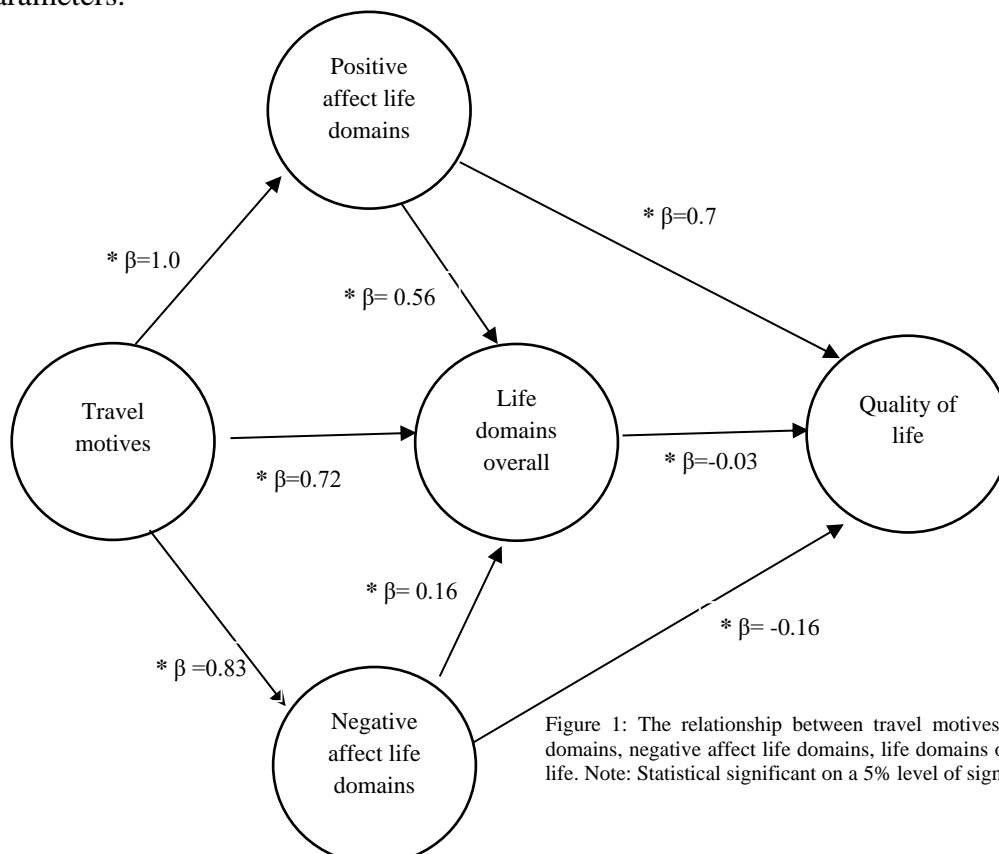 Positive
affect life
domains
* β=0.7
* β=1.0
* β= 0.56
Travel
motives
Life
domains
overall
Quality of
life
* β=0.72
* β=-0.03
* β= 0.16
* β= -0.16
* β =0.83
Negative
affect life
domains
Figure 1: The relationship between travel motives
domains, negative affect life domains, life domains
life. Note: Statistical significant on a 5% level of